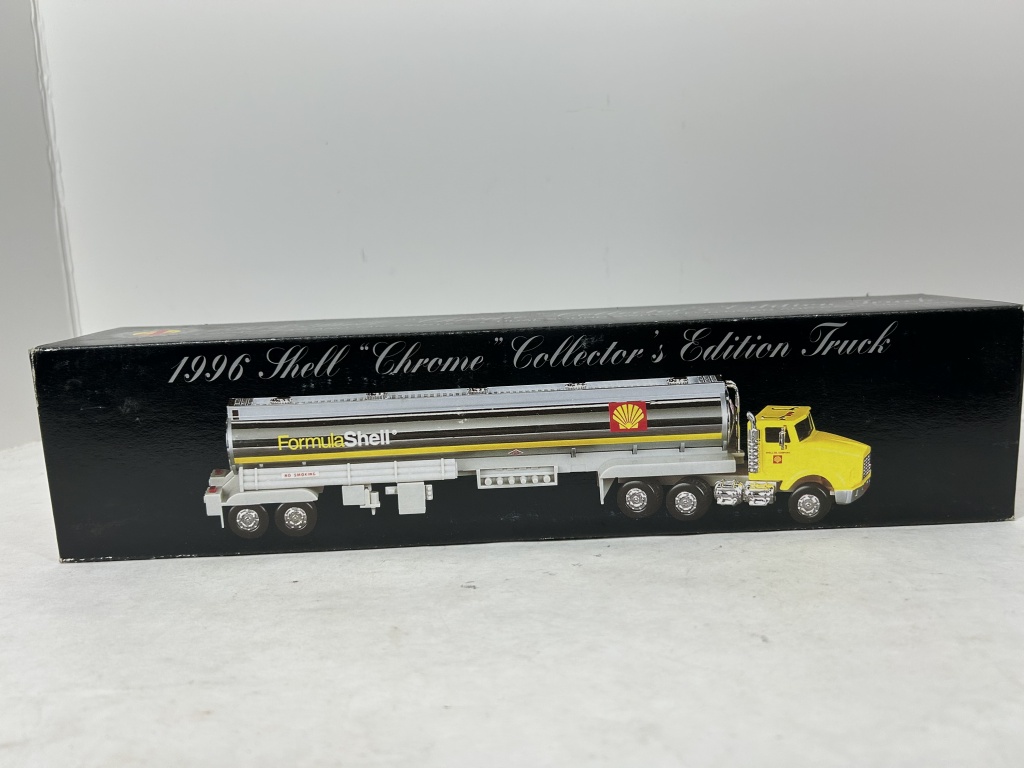 1996 Shell "Chrome" Collector's Edition Truck
FormulaShell®
NO SMOKING